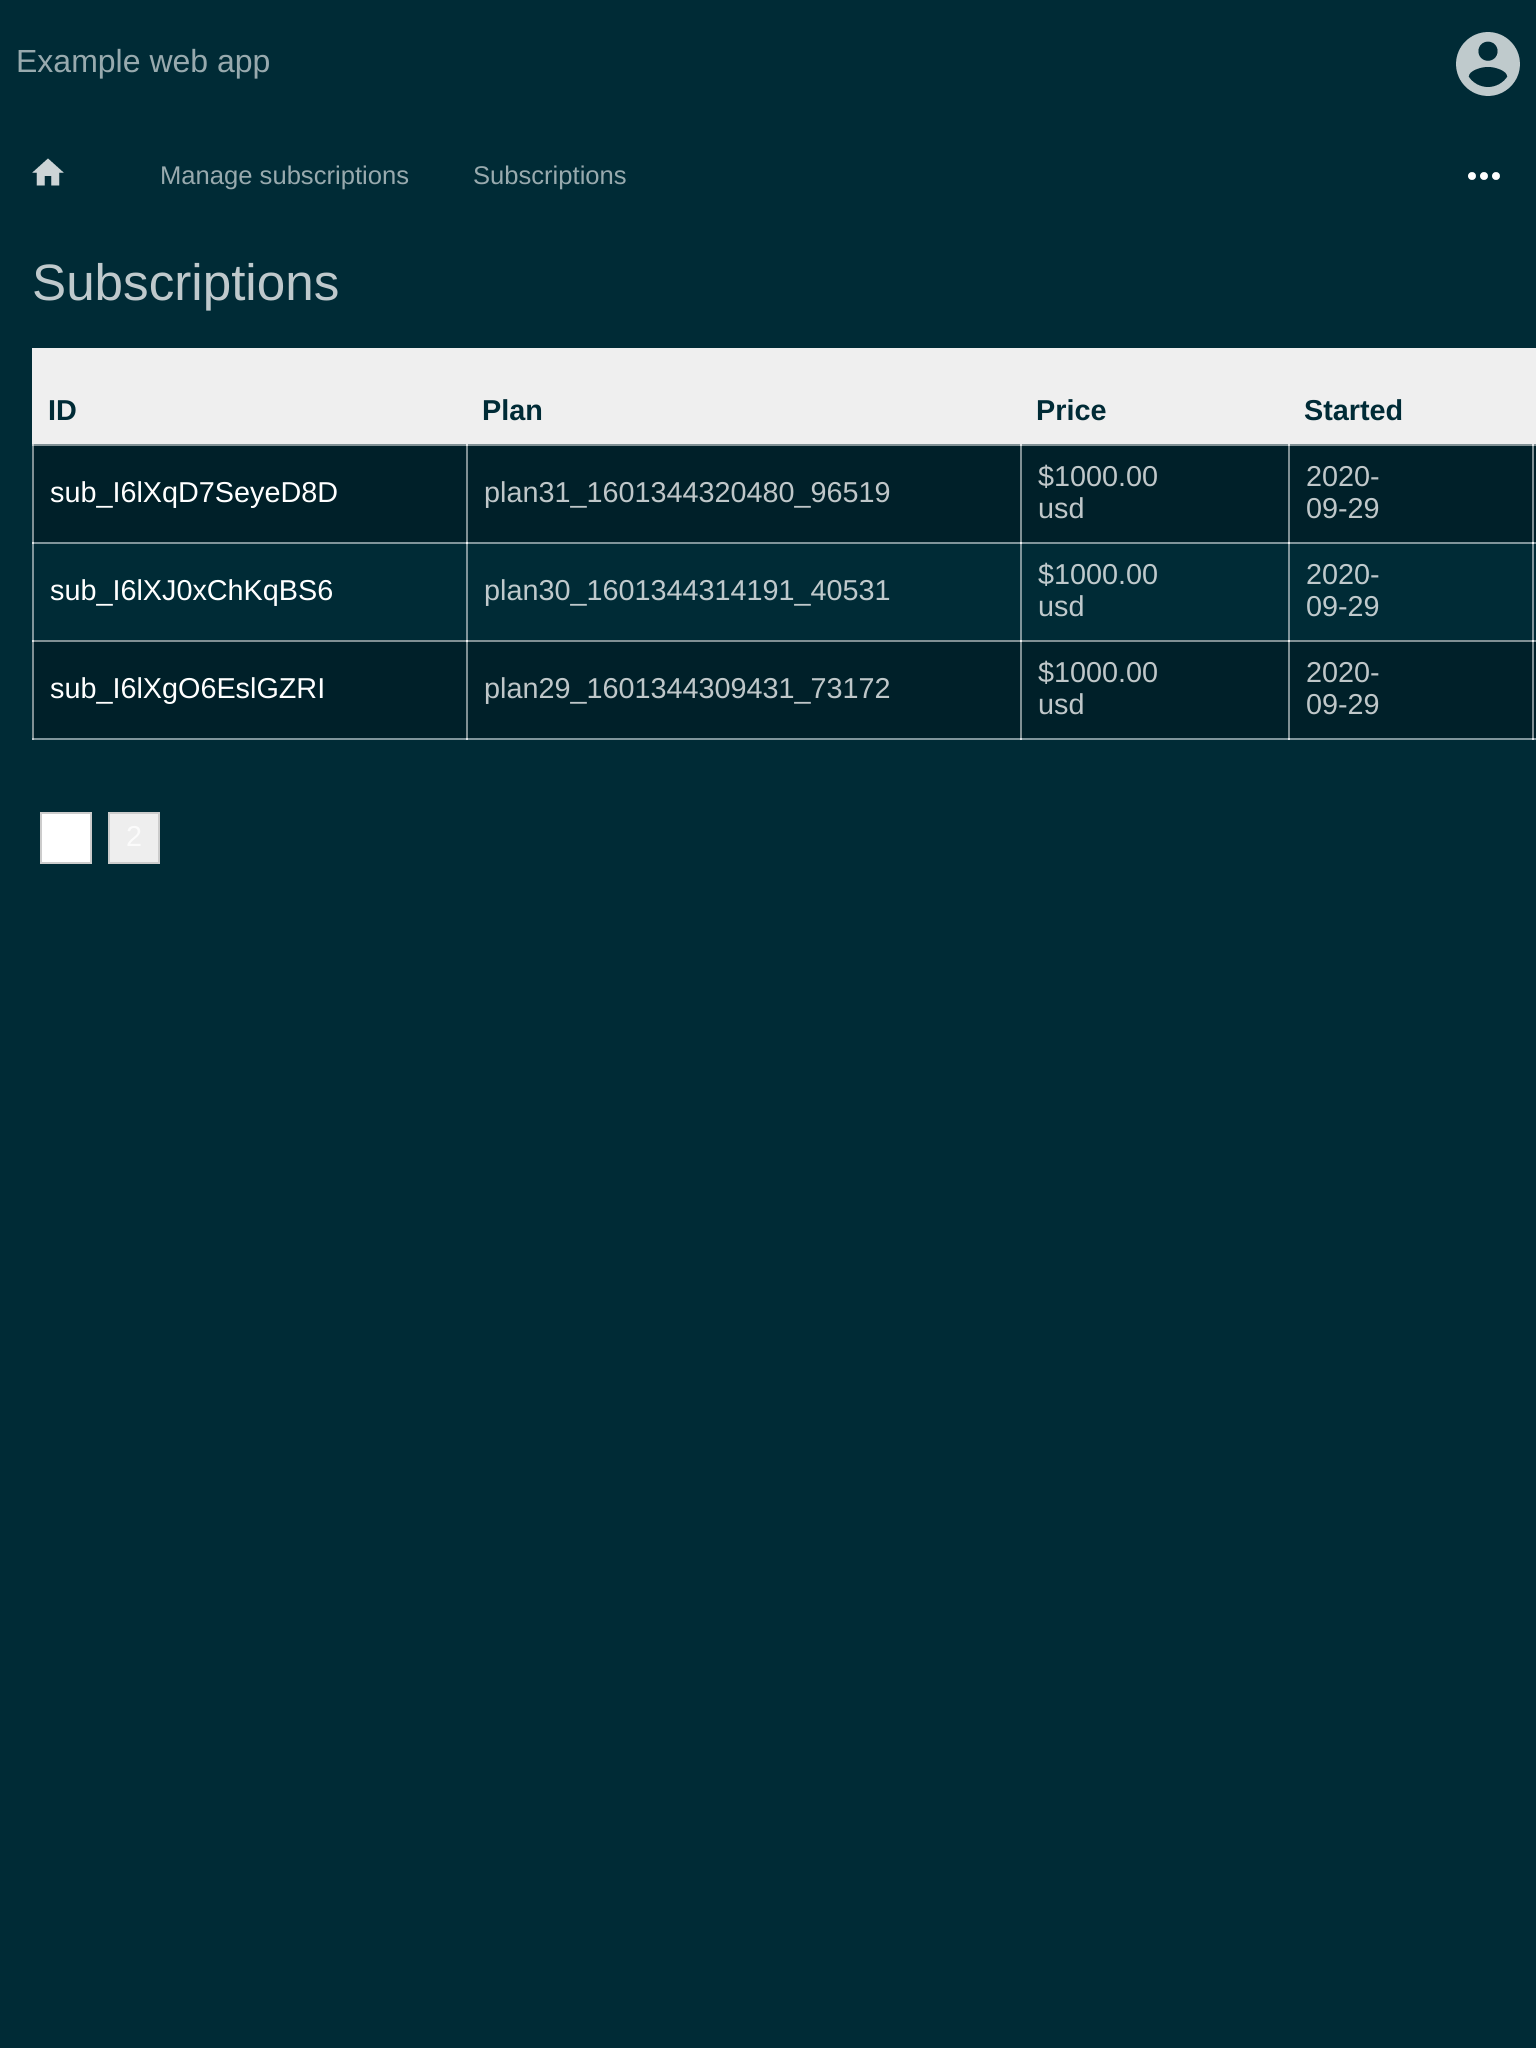 Example web app
Manage subscriptions Subscriptions
Subscriptions
ID Plan Price Started
sub_I6lXqD7SeyeD8D plan31_1601344320480_96519 $1000.00 usd 2020-09-29
sub_I6lXJ0xChKqBS6 plan30_1601344314191_40531 $1000.00 usd 2020-09-29
sub_I6lXgO6EslGZRI plan29_1601344309431_73172 $1000.00 usd 2020-09-29
2